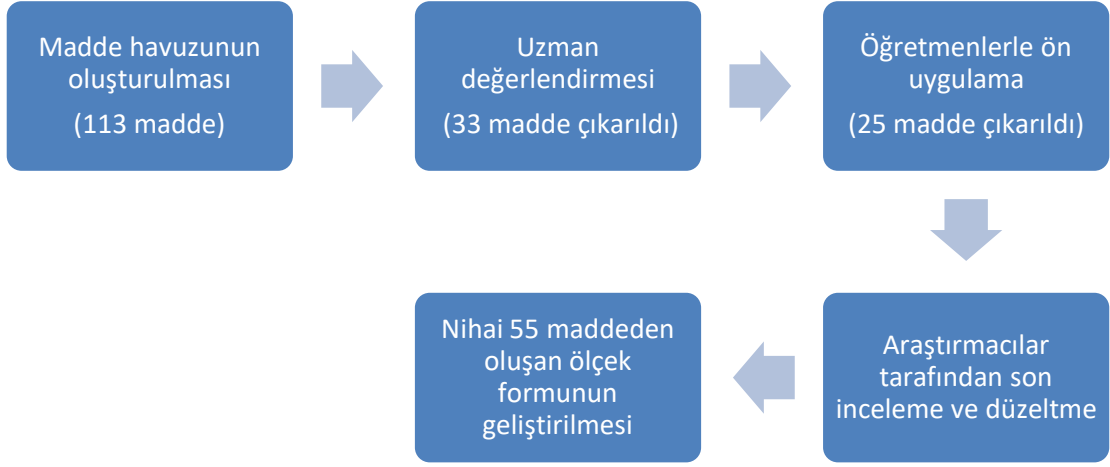 Madde havuzunun
oluşturulması
(113 madde)
Uzman
değerlendirmesi
(33 madde çıkarıldı)
Öğretmenlerle ön
uygulama
(25 madde çıkarıldı)
Araştırmacılar
tarafından son
inceleme ve düzeltme
Nihai 55 maddeden
oluşan ölçek
formunun
geliştirilmesi